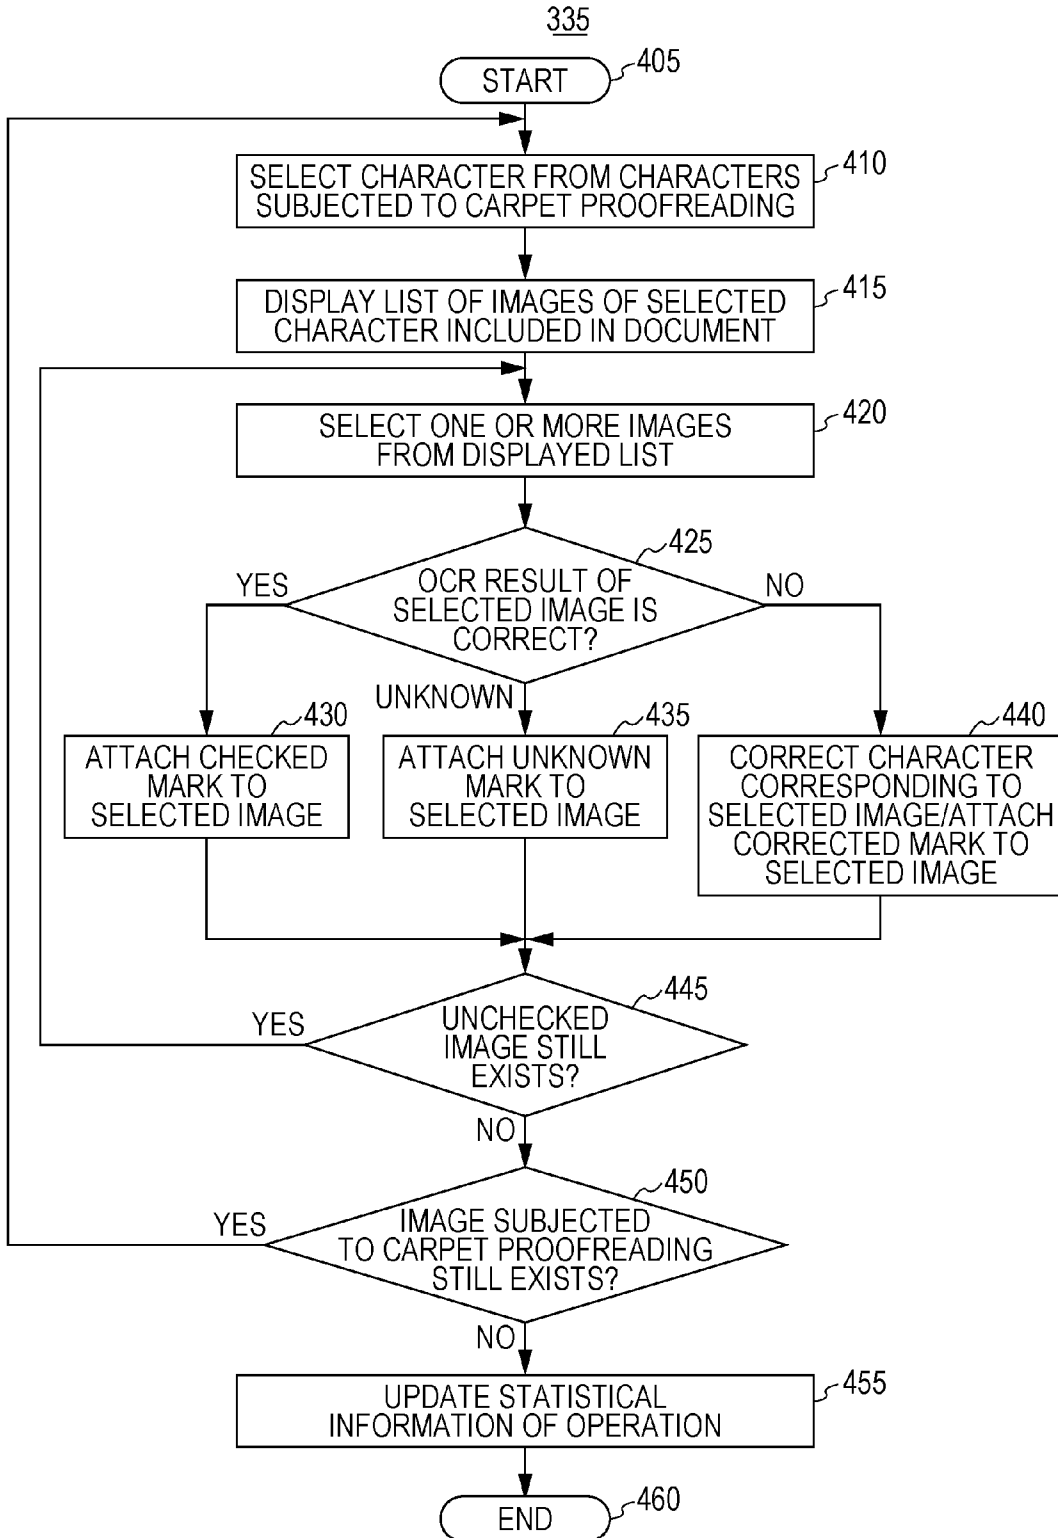 335
START
405
SELECT CHARACTER FROM CHARACTERS
SUBJECTED TO CARPET PROOFREADING
410
DISPLAY LIST OF IMAGES OF SELECTED
CHARACTER INCLUDED IN DOCUMENT
415
SELECT ONE OR MORE IMAGES
FROM DISPLAYED LIST
420
OCR RESULT OF
SELECTED IMAGE IS
CORRECT?
425
YES
UNKNOWN
NO
ATTACH CHECKED
MARK TO
SELECTED IMAGE
430
ATTACH UNKNOWN
MARK TO
SELECTED IMAGE
435
CORRECT CHARACTER
CORRESPONDING TO
SELECTED IMAGE/ATTACH
CORRECTED MARK TO
SELECTED IMAGE
440
UNCHECKED
IMAGE STILL
EXISTS?
445
YES
NO
IMAGE SUBJECTED
TO CARPET PROOFREADING
STILL EXISTS?
450
YES
NO
UPDATE STATISTICAL
INFORMATION OF OPERATION
455
END
460